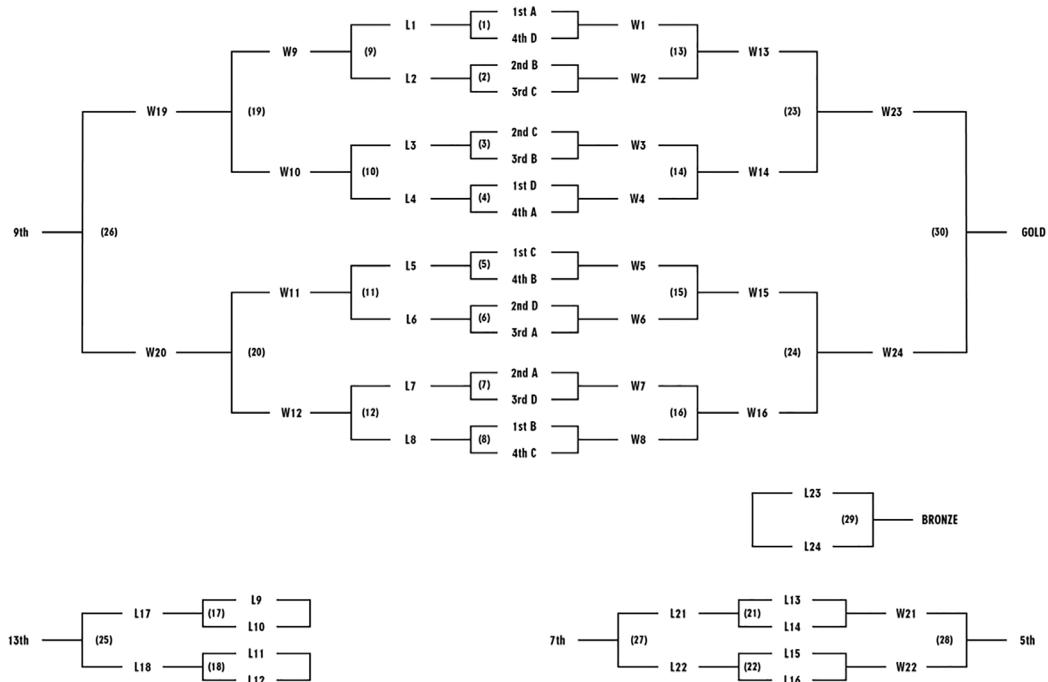 L1 (1) 1st A W1
4th D
W9 (9) (13) W13
L2 (2) 2nd B W2
3rd C
W19 (19) (23) W23
L3 (3) 2nd C W3
3rd B
W10 (10) (14) W14
L4 (4) 1st D W4
4th A
9th (26) (30) GOLD
L5 (5) 1st C W5
4th B
W11 (11) (15) W15
L6 (6) 2nd D W6
3rd A
W20 (20) (24) W24
L7 (7) 2nd A W7
3rd D
W12 (12) (16) W16
L8 (8) 1st B W8
4th C
L23
(29) BRONZE
L24
L9 L13
L17 (17) L21 (21) W21
L10 L14
13th (25) 7th (27) (28) 5th
L11 L15
L18 (18) L22 (22) W22
L12 L16